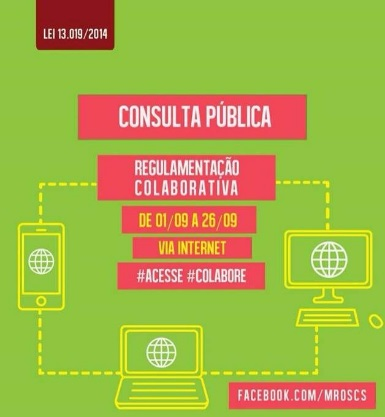 LEI 13.019/2014
CONSULTA PÚBLICA
REGULAMENTAÇÃO
COLABORATIVA
DE 01/09 A 26/09
VIA INTERNET
#ACESSE #COLABORE
FACEBOOK.COM/MROSCS